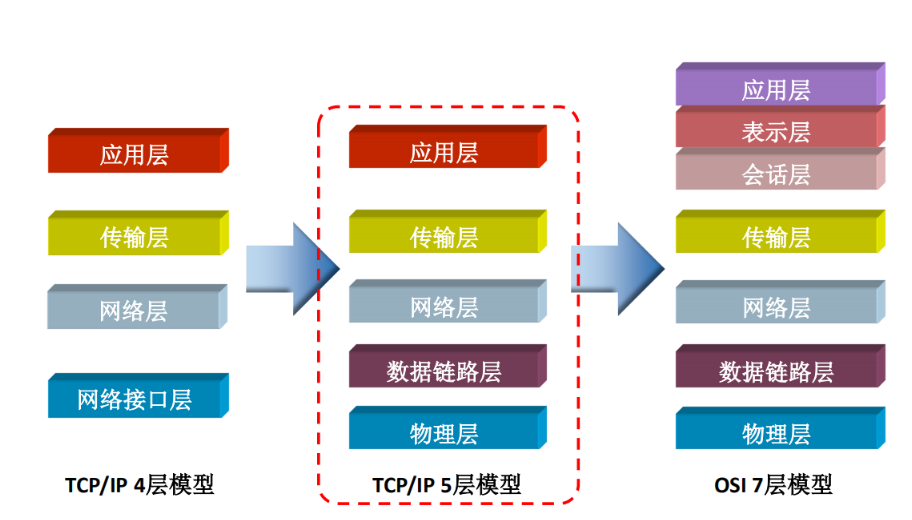 应用层
传输层
网络层
网络接口层
TCP/IP 4层模型
应用层
传输层
网络层
数据链路层
物理层
TCP/IP 5层模型
应用层
表示层
会话层
传输层
网络层
数据链路层
物理层
OSI 7层模型